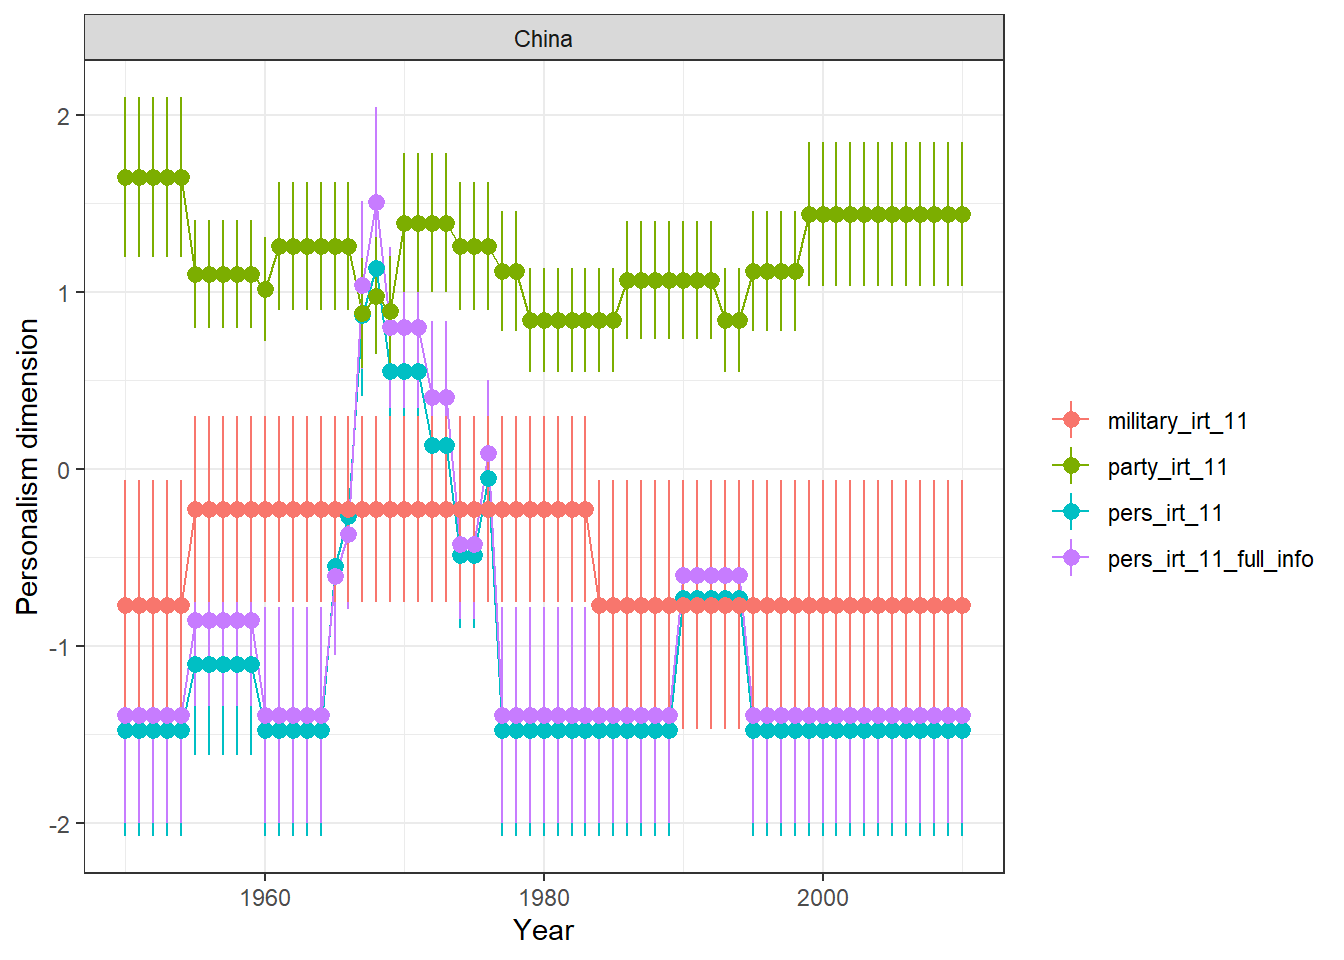 China
Personalism dimension
2
1
0
-1
-2
1960
1980
2000
Year
military_irt_11
party_irt_11
pers_irt_11
pers_irt_11_full_info